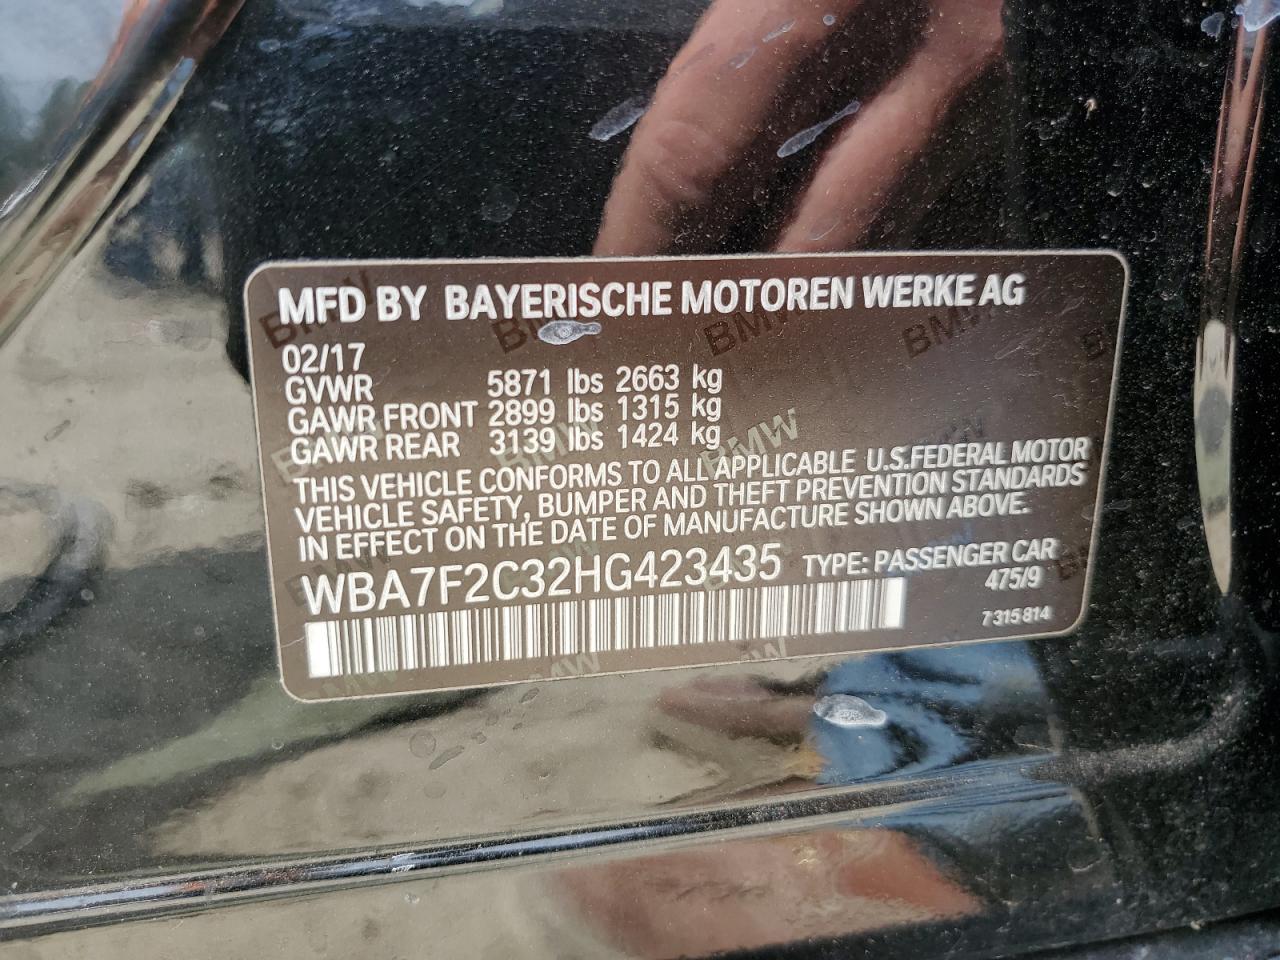 MFD BY BAYERISCHE MOTOREN WERKE AG
02/17
GVWR 5871 lbs 2663 kg
GAWR FRONT 2899 lbs 1315 kg
GAWR REAR 3139 lbs 1424 kg
THIS VEHICLE CONFORMS TO ALL APPLICABLE U.S.FEDERAL MOTOR
VEHICLE SAFETY, BUMPER AND THEFT PREVENTION STANDARDS
IN EFFECT ON THE DATE OF MANUFACTURE SHOWN ABOVE.
WBA7F2C32HG423435 TYPE: PASSENGER CAR
475/9
7 315 814